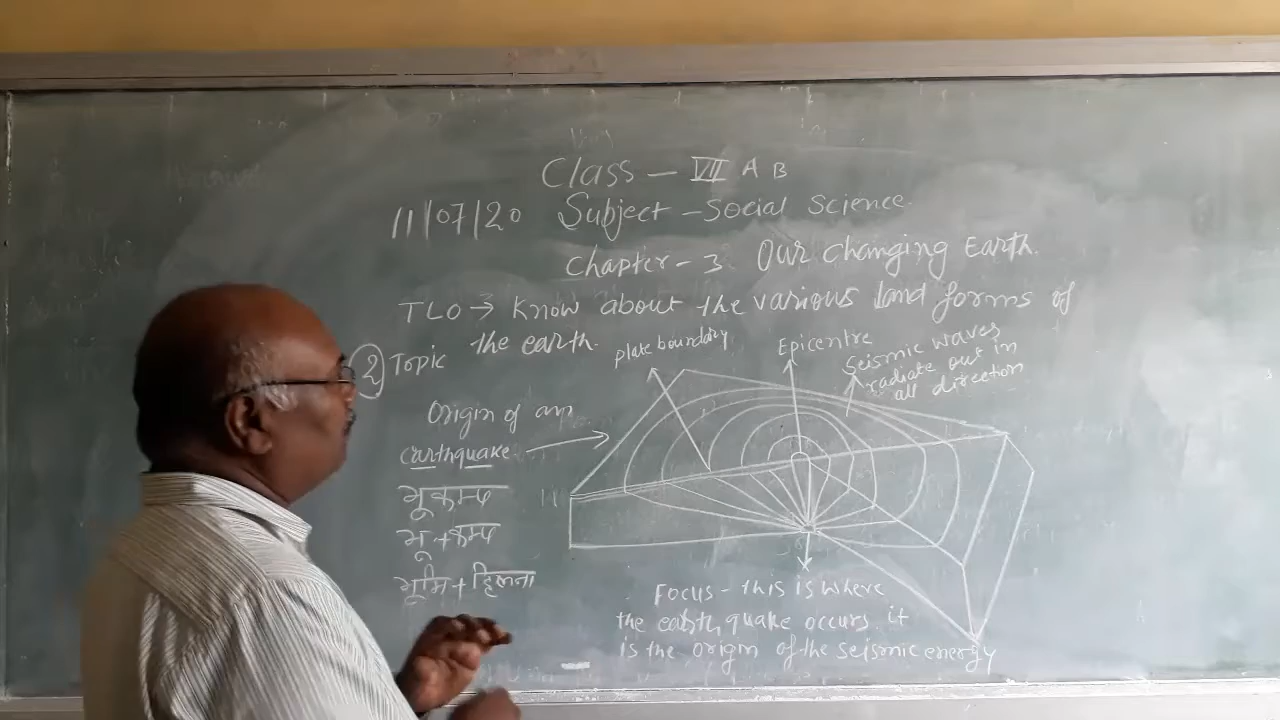 Class - VII A B
11/07/20 Subject - Social Science
Chapter - 3 Our Changing Earth.
TLO → Know about the various land forms of
the earth.
② Topic
Origin of an
earthquake →
भूकम्प
भू + कम्प
भूमि + हिलना
plate boundary
Epicentre
Seismic waves
radiate out in
all direction
Focus - this is where
the earthquake occurs. it
is the origin of the seismic energy